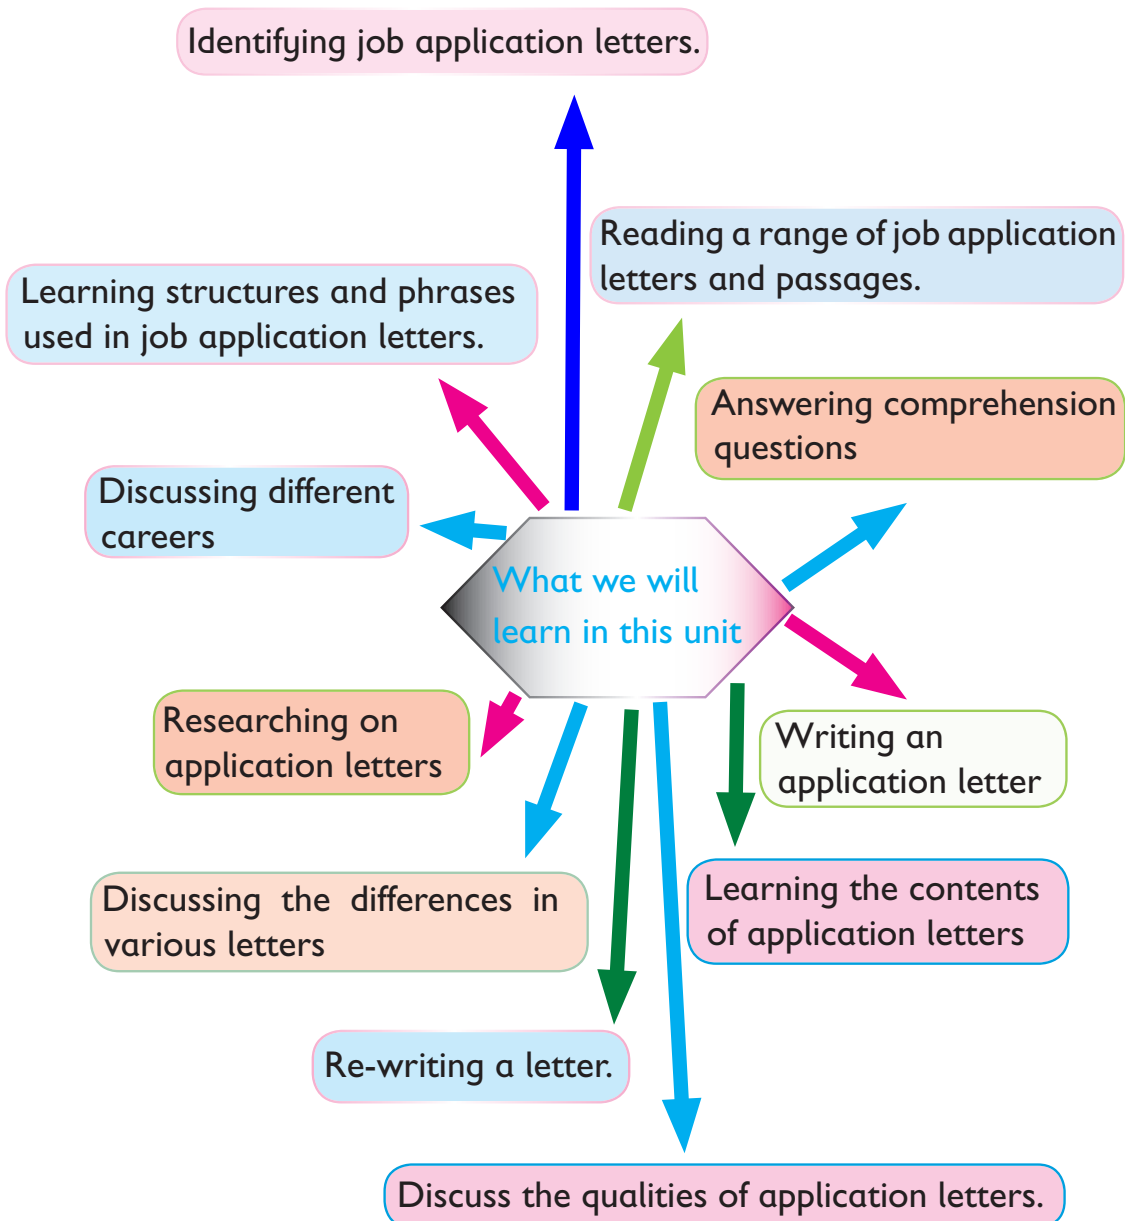 Identifying job application letters.
Reading a range of job application
letters and passages.
Learning structures and phrases
used in job application letters.
Answering comprehension
questions
Discussing different
careers
What we will
learn in this unit
Researching on
application letters
Writing an
application letter
Discussing the differences in
various letters
Learning the contents
of application letters
Re-writing a letter.
Discuss the qualities of application letters.